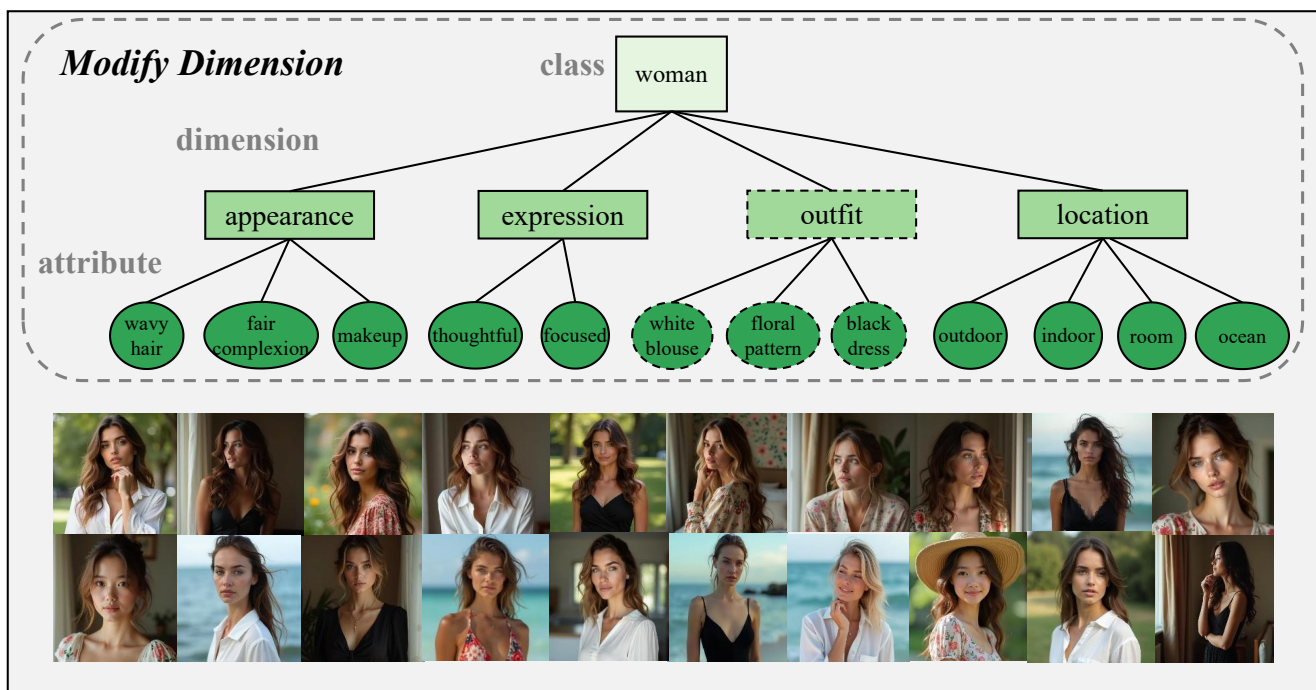 Modify Dimension
class
woman
dimension
appearance
expression
outfit
location
attribute
wavy
hair
fair
complexion
makeup
thoughtful
focused
white
blouse
floral
pattern
black
dress
outdoor
indoor
room
ocean